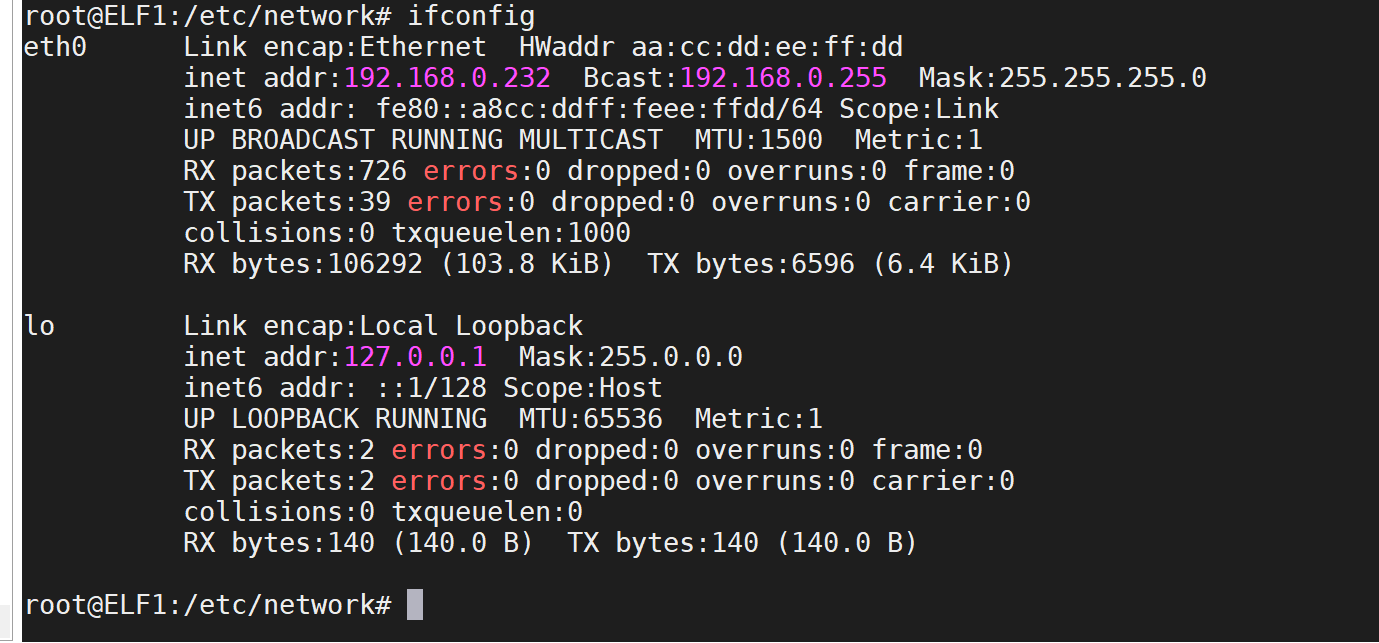 root@ELF1:/etc/network# ifconfig
eth0      Link encap:Ethernet  HWaddr aa:cc:dd:ee:ff:dd
          inet addr:192.168.0.232  Bcast:192.168.0.255  Mask:255.255.255.0
          inet6 addr: fe80::a8cc:ddff:feee:ffdd/64 Scope:Link
          UP BROADCAST RUNNING MULTICAST  MTU:1500  Metric:1
          RX packets:726 errors:0 dropped:0 overruns:0 frame:0
          TX packets:39 errors:0 dropped:0 overruns:0 carrier:0
          collisions:0 txqueuelen:1000
          RX bytes:106292 (103.8 KiB)  TX bytes:6596 (6.4 KiB)

lo        Link encap:Local Loopback
          inet addr:127.0.0.1  Mask:255.0.0.0
          inet6 addr: ::1/128 Scope:Host
          UP LOOPBACK RUNNING  MTU:65536  Metric:1
          RX packets:2 errors:0 dropped:0 overruns:0 frame:0
          TX packets:2 errors:0 dropped:0 overruns:0 carrier:0
          collisions:0 txqueuelen:0
          RX bytes:140 (140.0 B)  TX bytes:140 (140.0 B)

root@ELF1:/etc/network#